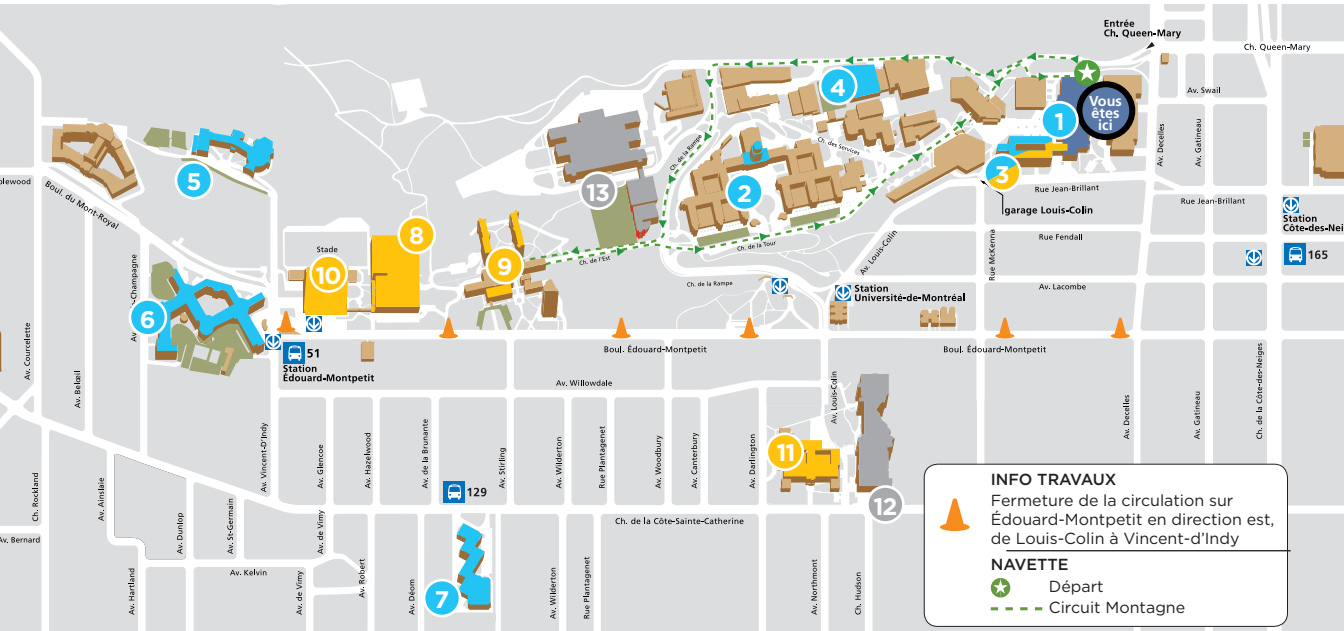 Entrée
Ch. Queen-Mary
Ch. Queen-Mary
Av. Swail
Vous
êtes
ici
1
2
3
4
5
6
7
8
9
10
11
12
13
Stade
Ch. de la Rampe
Ch. des Services
Ch. de la Tour
Ch. de l'Est
Ch. de la Rampe
Rue Jean-Brillant
Rue Jean-Brillant
garage Louis-Colin
Rue Fendall
Av. Lacombe
Av. Decelles
Av. Gatineau
Rue McKenna
Av. Louis-Colin
Station
Côte-des-Nei
165
Station
Université-de-Montréal
plewood
Boul. du Mont-Royal
Av. Courcelette
Av. Belœil
51
Station
Édouard-Montpetit
Boul. Édouard-Montpetit
Boul. Édouard-Montpetit
Av. Willowdale
Av. Louis-Colin
Av. Decelles
Av. Gatineau
Ch. de la Côte-des-Neiges
Ch. Rockland
Av. Bernard
Av. Ainslaie
Av. Dunlop
Av. St-Germain
Av. Vincent-D'Indy
Av. Glencoe
Av. Hazelwood
Av. de la Brunante
Av. Stirling
Av. Wilderton
Rue Plantagenet
Av. Woodbury
Av. Canterbury
Av. Darlington
129
Ch. de la Côte-Sainte-Catherine
Av. de Vimy
Av. Kelvin
Av. Hartland
Av. de Vimy
Av. Robert
Av. Déom
Av. Wilderton
Rue Plantagenet
Av. Northmont
Ch. Hudson
INFO TRAVAUX
Fermeture de la circulation sur
Édouard-Montpetit en direction est,
de Louis-Colin à Vincent-d'Indy
NAVETTE
Départ
Circuit Montagne